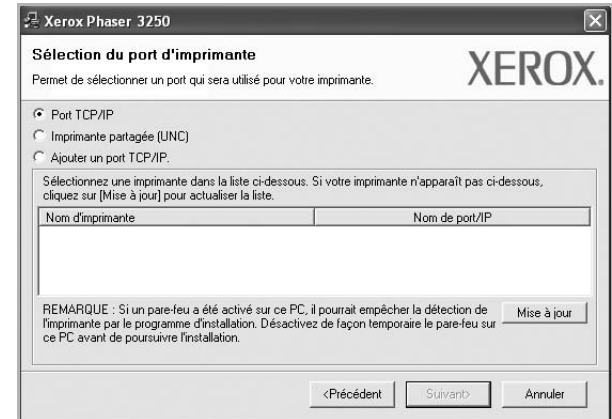 Xerox Phaser 3250
Sélection du port d'imprimante
Permet de sélectionner un port qui sera utilisé pour votre imprimante.
XEROX.
Port TCP/IP
Imprimante partagée (UNC)
Ajouter un port TCP/IP.
Sélectionnez une imprimante dans la liste ci-dessous. Si votre imprimante n'apparaît pas ci-dessous,
cliquez sur [Mise à jour] pour actualiser la liste.
Nom d'imprimante Nom de port/IP
REMARQUE : Si un pare-feu a été activé sur ce PC, il pourrait empêcher la détection de
l'imprimante par le programme d'installation. Désactivez de façon temporaire le pare-feu sur
ce PC avant de poursuivre l'installation.
Mise à jour
<Précédent Suivant> Annuler